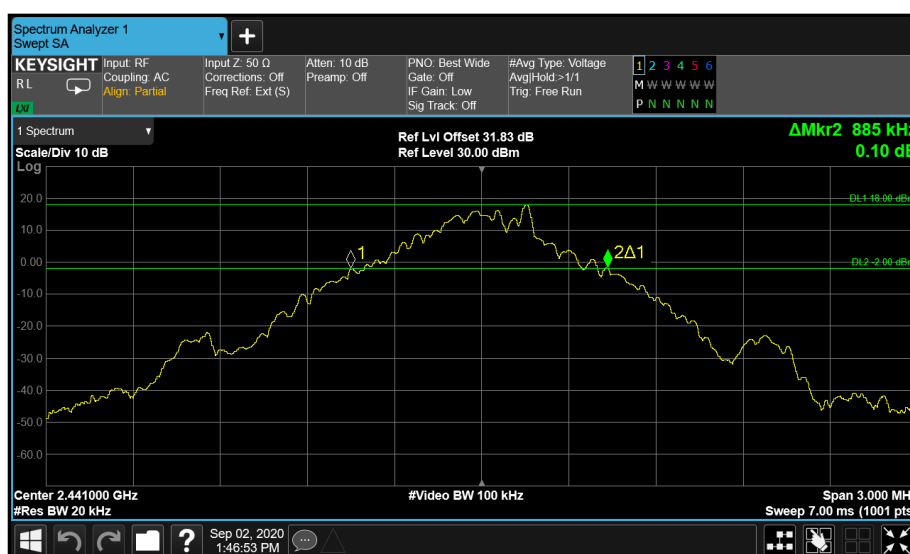 Spectrum Analyzer 1
Swept SA
+
KEYSIGHT
RL
LXI
Input: RF
Coupling: AC
Align: Partial
Input Z: 50 Ω
Corrections: Off
Freq Ref: Ext (S)
Atten: 10 dB
Preamp: Off
PNO: Best Wide
Gate: Off
IF Gain: Low
Sig Track: Off
#Avg Type: Voltage
Avg|Hold:>1/1
Trig: Free Run
1 2 3 4 5 6
M W W W W W
P N N N N N
1 Spectrum
Scale/Div 10 dB
Log
Ref Lvl Offset 31.83 dB
Ref Level 30.00 dBm
ΔMkr2 885 kHz
0.10 dB
20.0
DL1 18.00 dBm
10.0
1
2Δ1
0.00
DL2 -2.00 dBm
-10.0
-20.0
-30.0
-40.0
-50.0
-60.0
Center 2.441000 GHz
#Res BW 20 kHz
#Video BW 100 kHz
Span 3.000 MH
Sweep 7.00 ms (1001 pts
?
Sep 02, 2020
1:46:53 PM